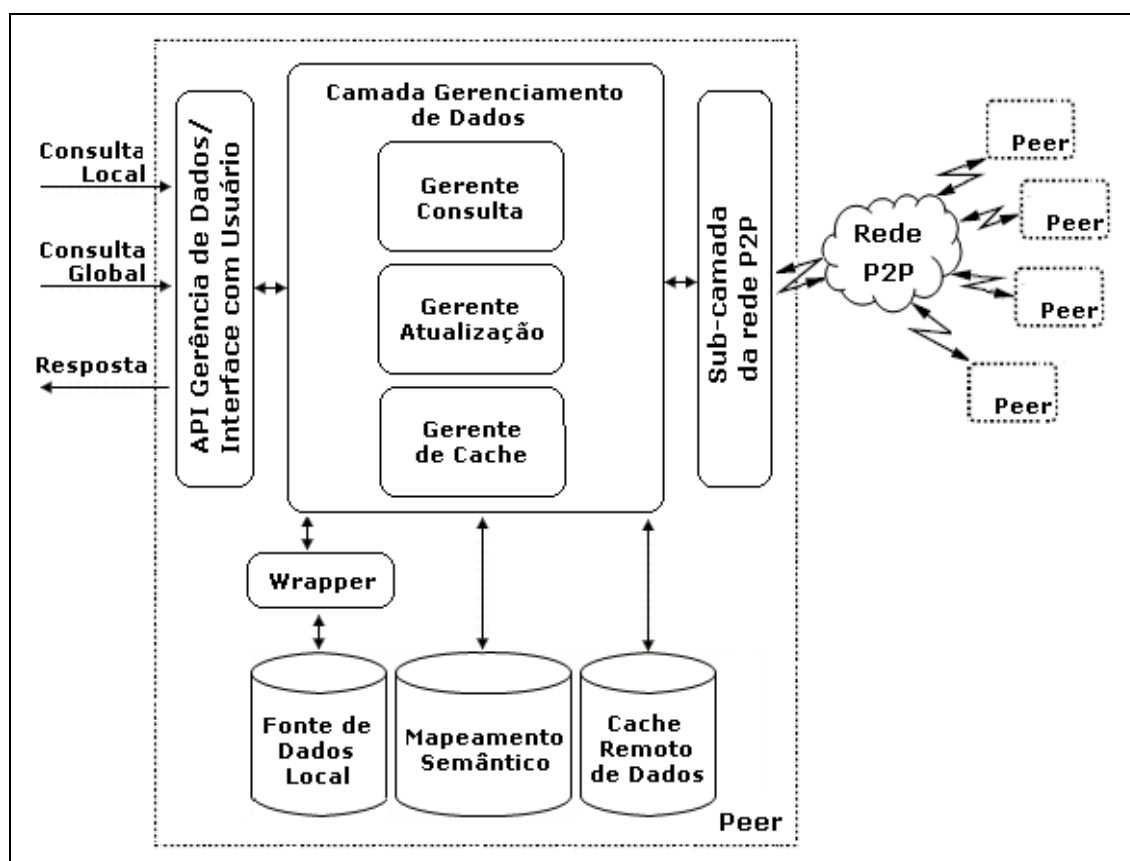 Consulta
Local
Consulta
Global
Resposta
API Gerência de Dados/
Interface com Usuário
Camada Gerenciamento
de Dados
Gerente
Consulta
Gerente
Atualização
Gerente
de Cache
Sub-camada
da rede P2P
Rede
P2P
Peer
Peer
Peer
Peer
Wrapper
Fonte de
Dados
Local
Mapeamento
Semântico
Cache
Remoto
de Dados
Peer